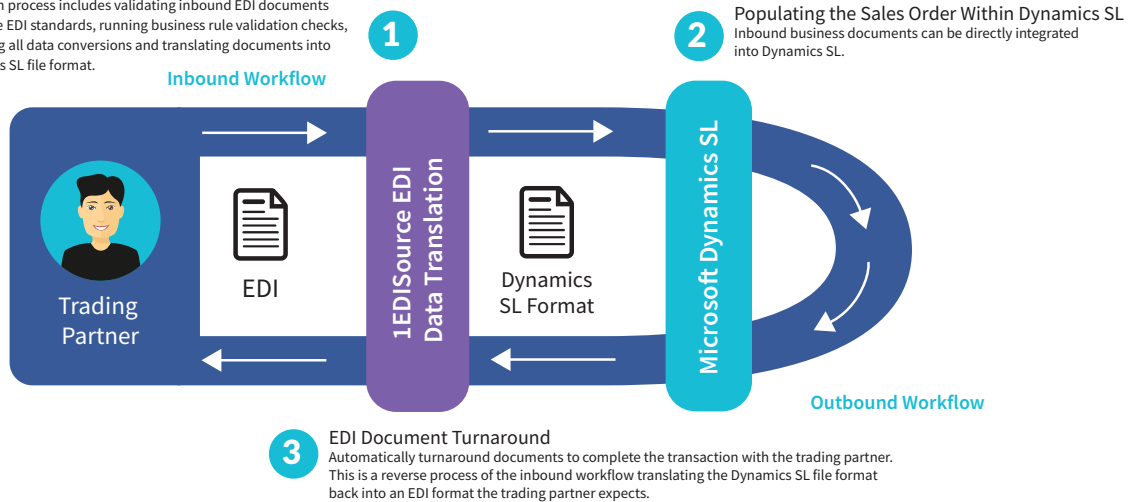 n process includes validating inbound EDI documents
e EDI standards, running business rule validation checks,
g all data conversions and translating documents into
s SL file format.
1
2
Populating the Sales Order Within Dynamics SL
Inbound business documents can be directly integrated
into Dynamics SL.
Inbound Workflow
Trading
Partner
EDI
1EDISource EDI
Data Translation
Dynamics
SL Format
Microsoft Dynamics SL
Outbound Workflow
3
EDI Document Turnaround
Automatically turnaround documents to complete the transaction with the trading partner.
This is a reverse process of the inbound workflow translating the Dynamics SL file format
back into an EDI format the trading partner expects.